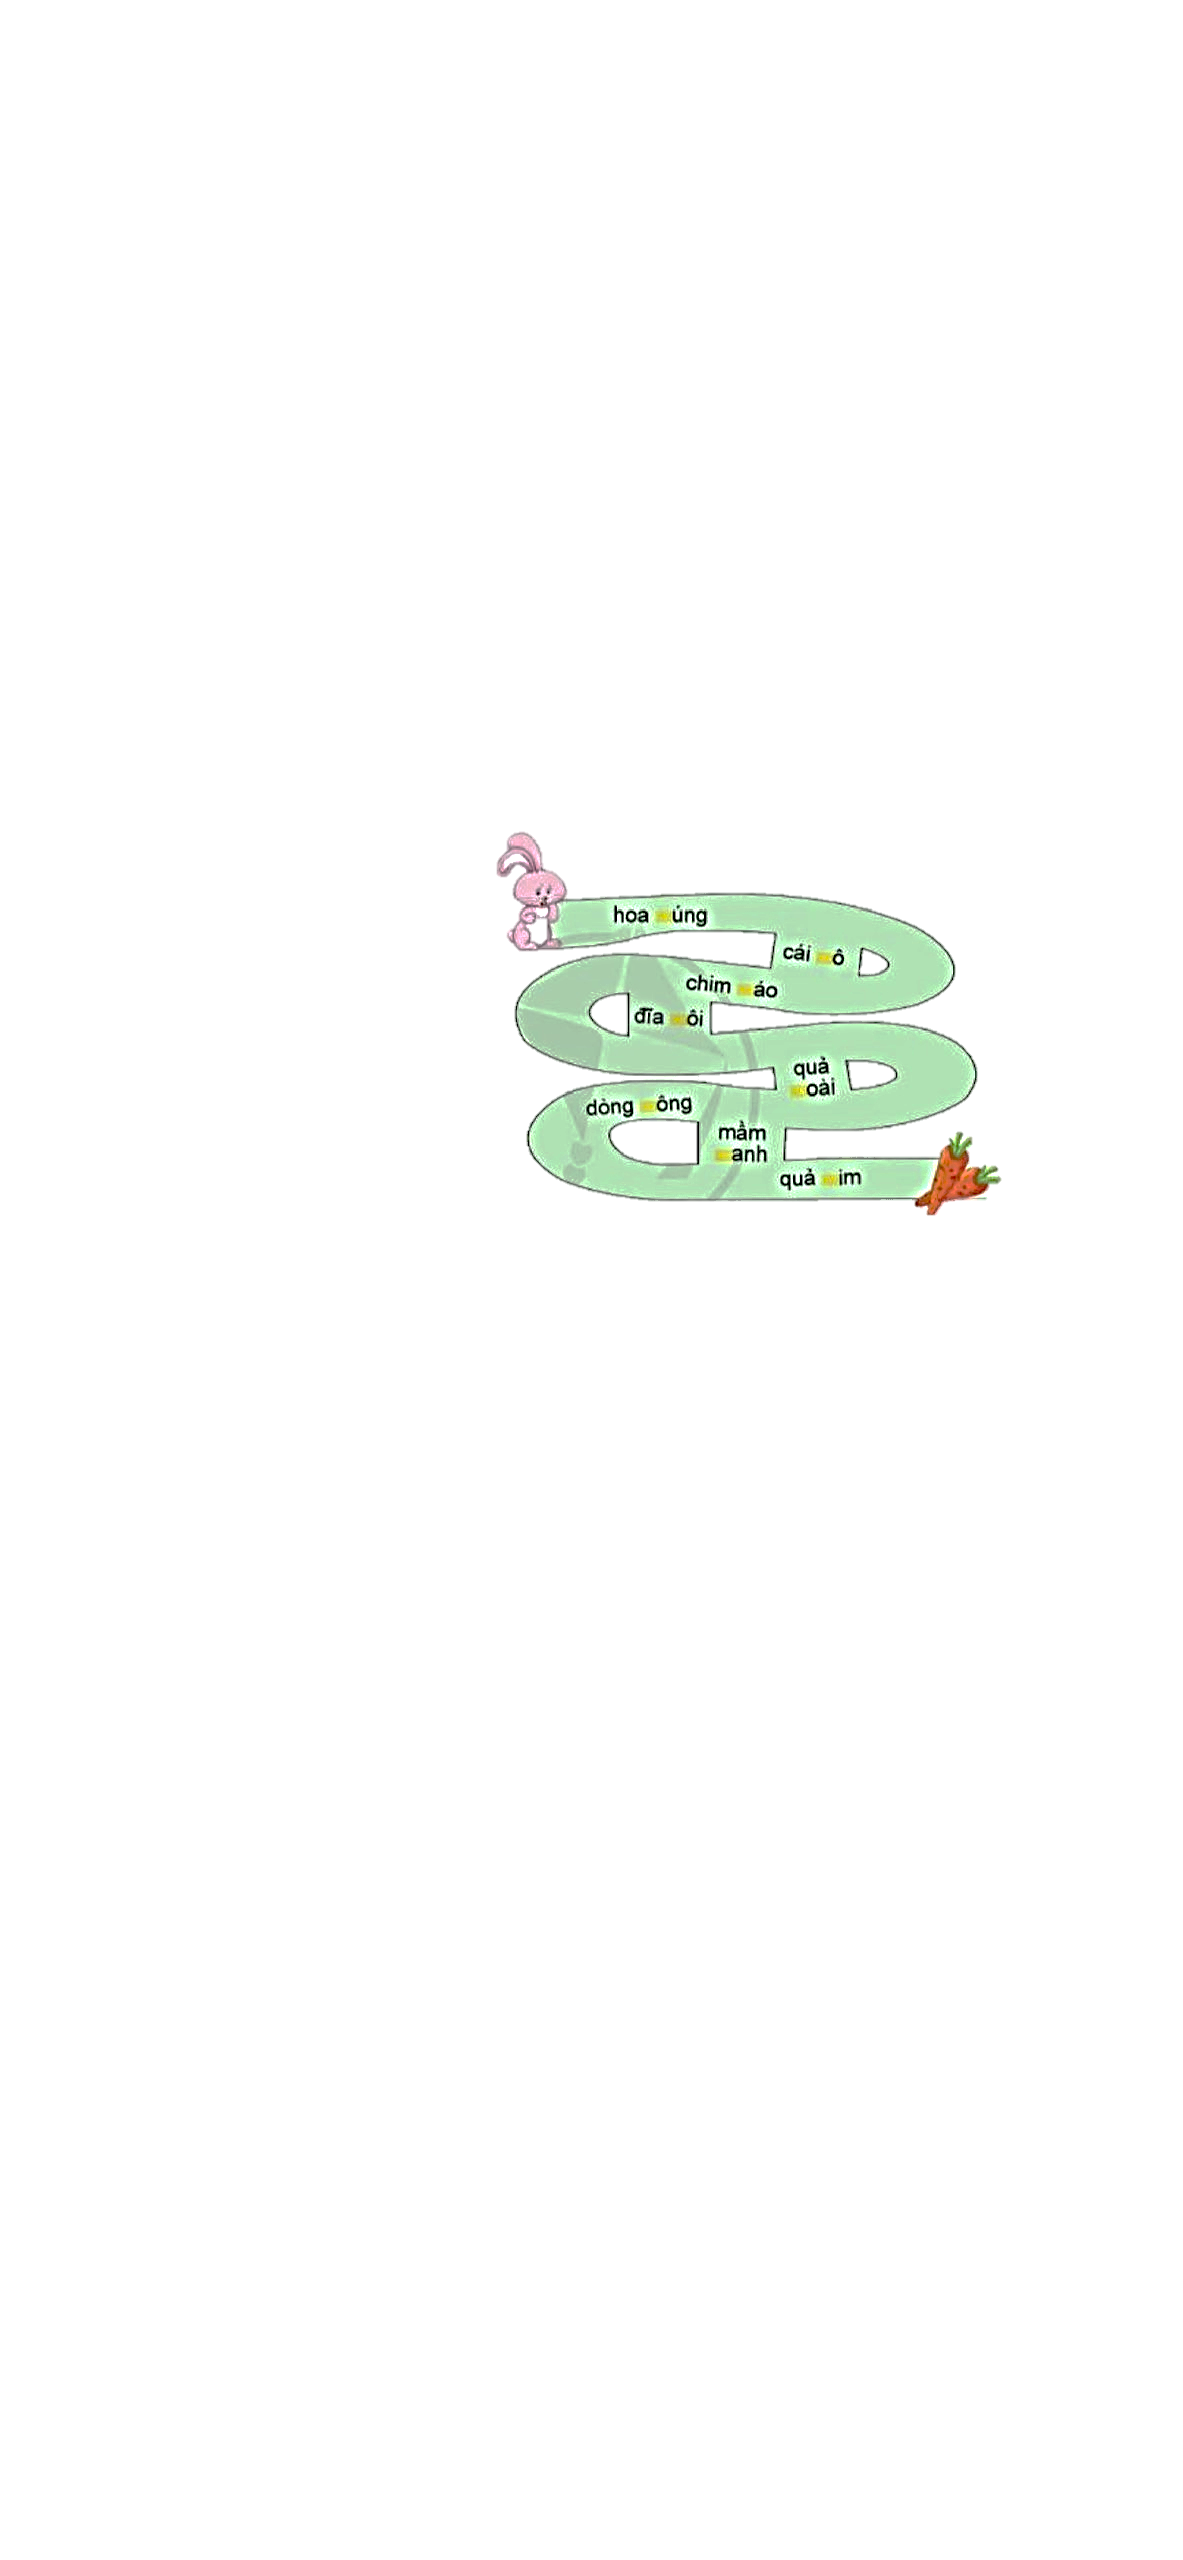 hoa úng
cái ô
chim áo
đĩa ôi
quả
oài
dòng ông
mầm
anh
quả im